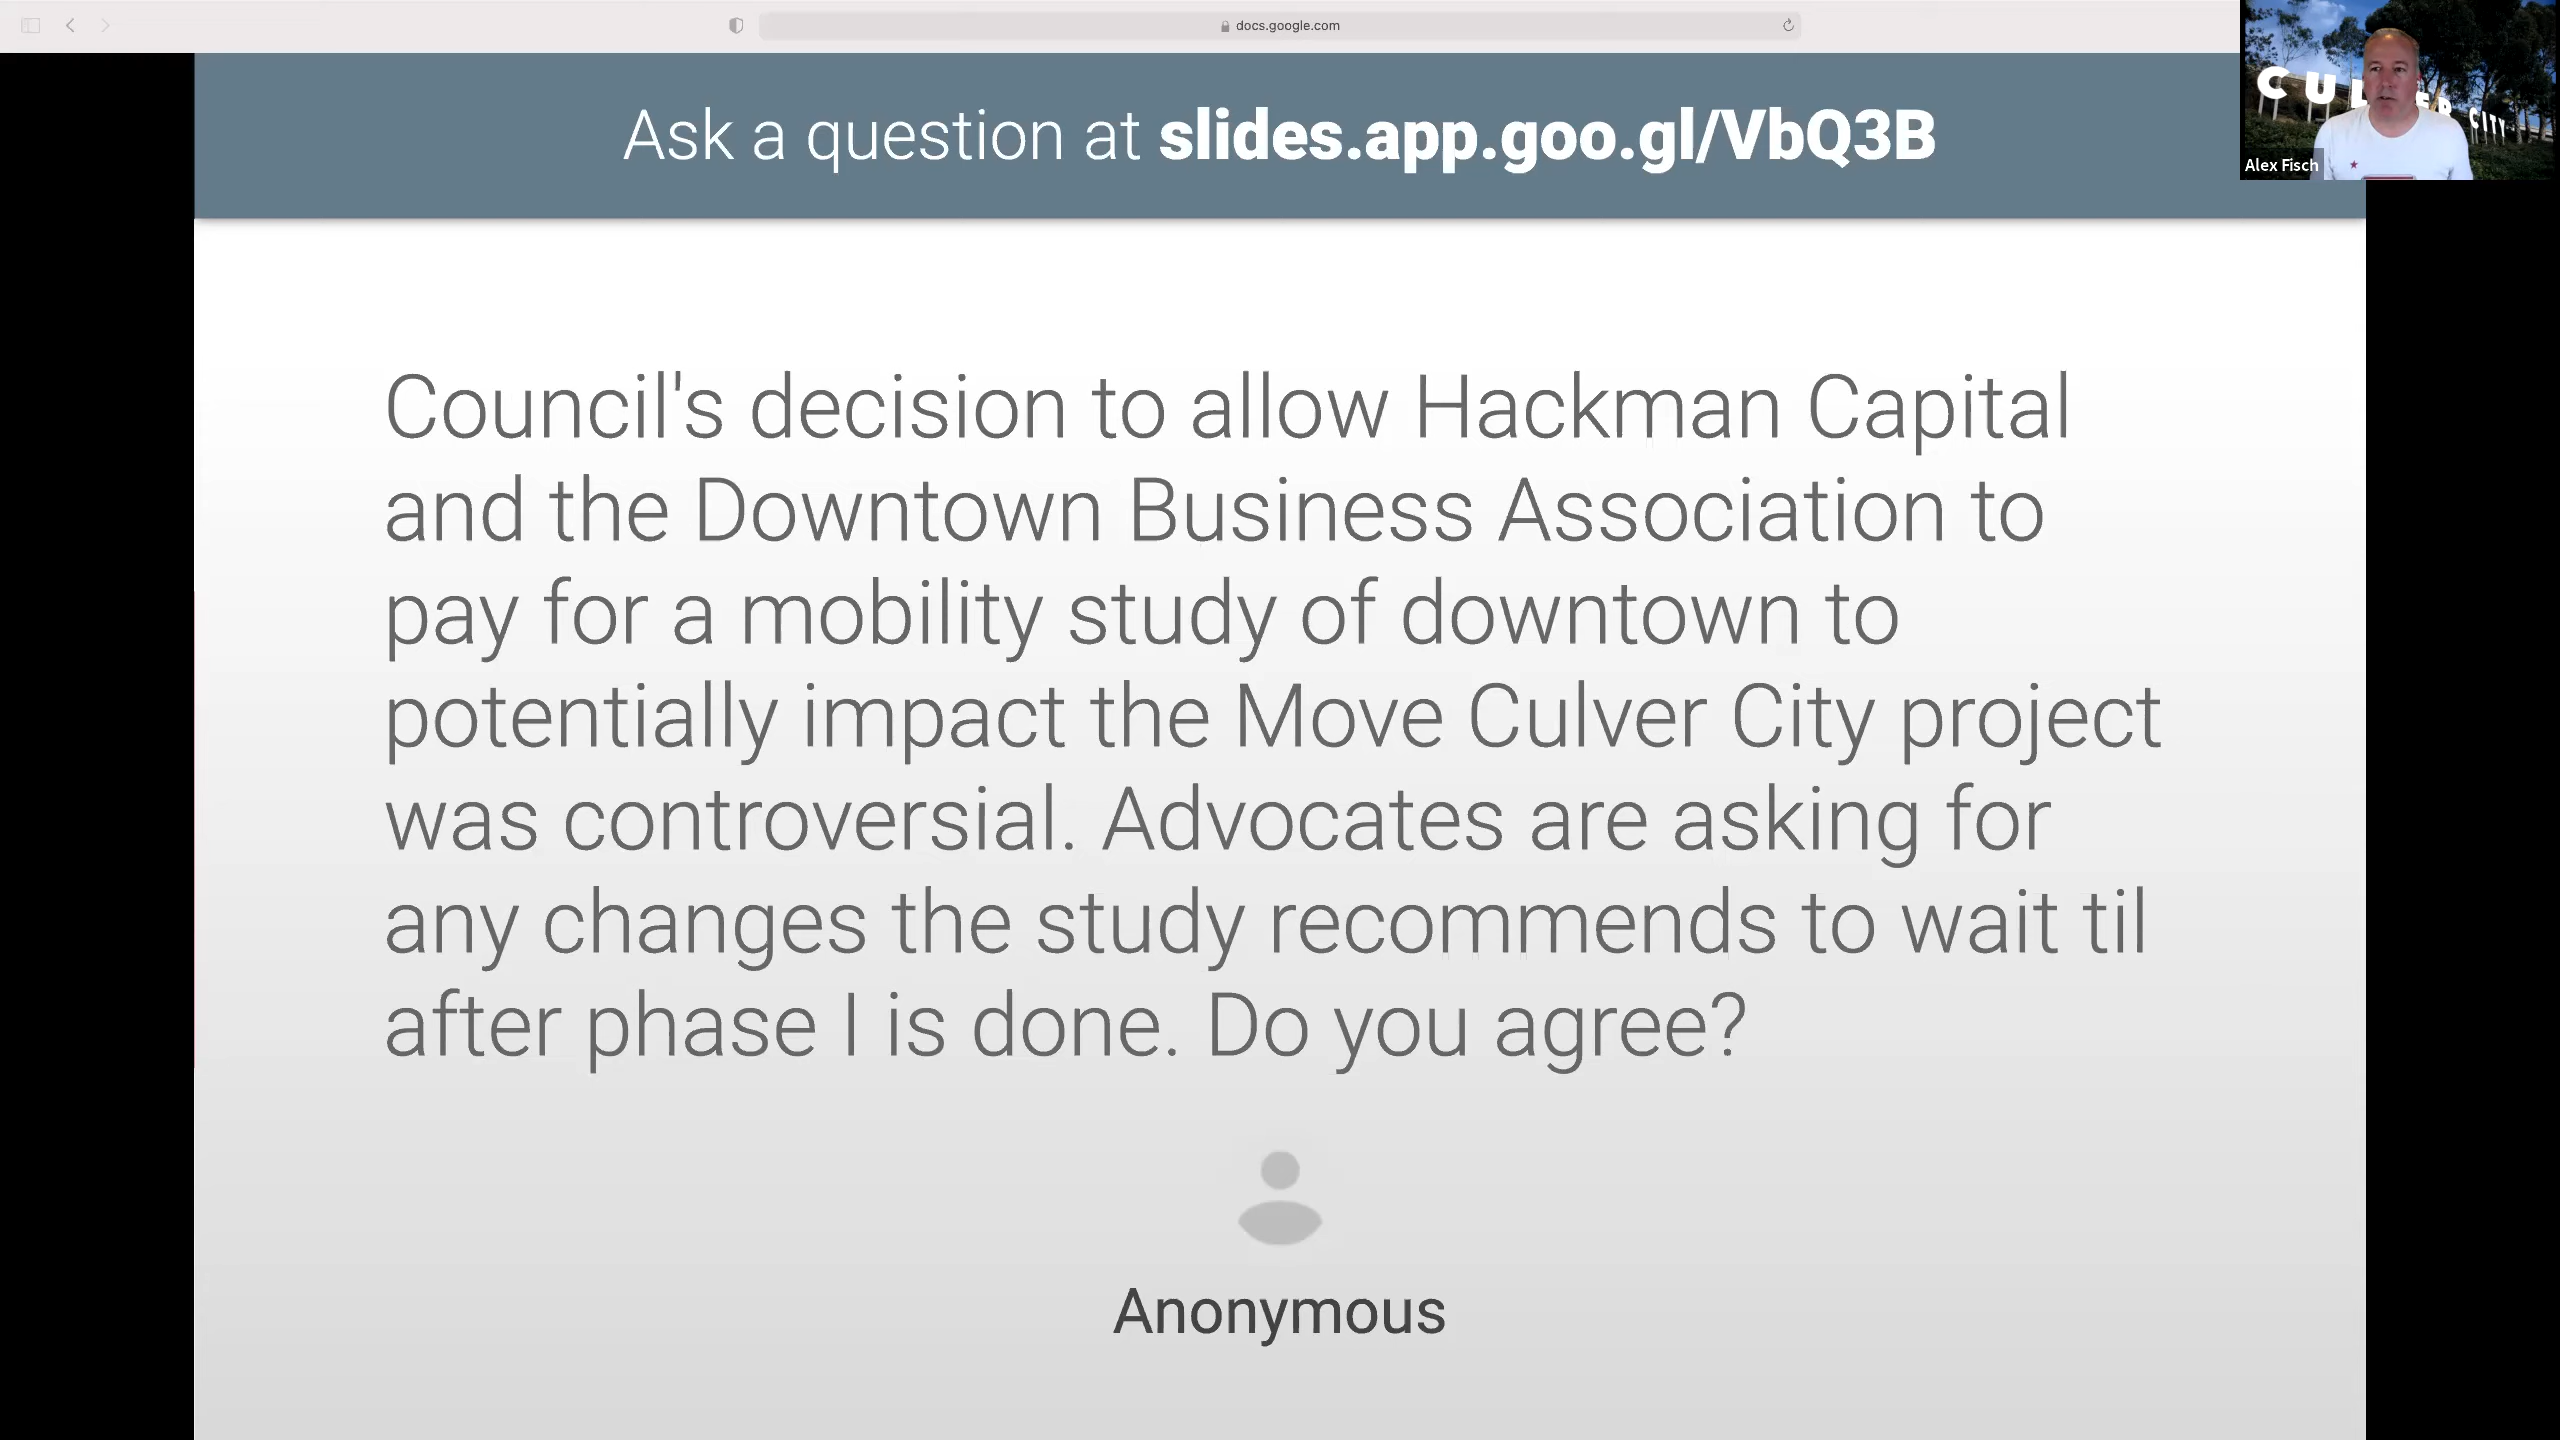 docs.google.com
Ask a question at slides.app.goo.gl/VbQ3B
Alex Fisch
Council's decision to allow Hackman Capital
and the Downtown Business Association to
pay for a mobility study of downtown to
potentially impact the Move Culver City project
was controversial. Advocates are asking for
any changes the study recommends to wait til
after phase I is done. Do you agree?
Anonymous